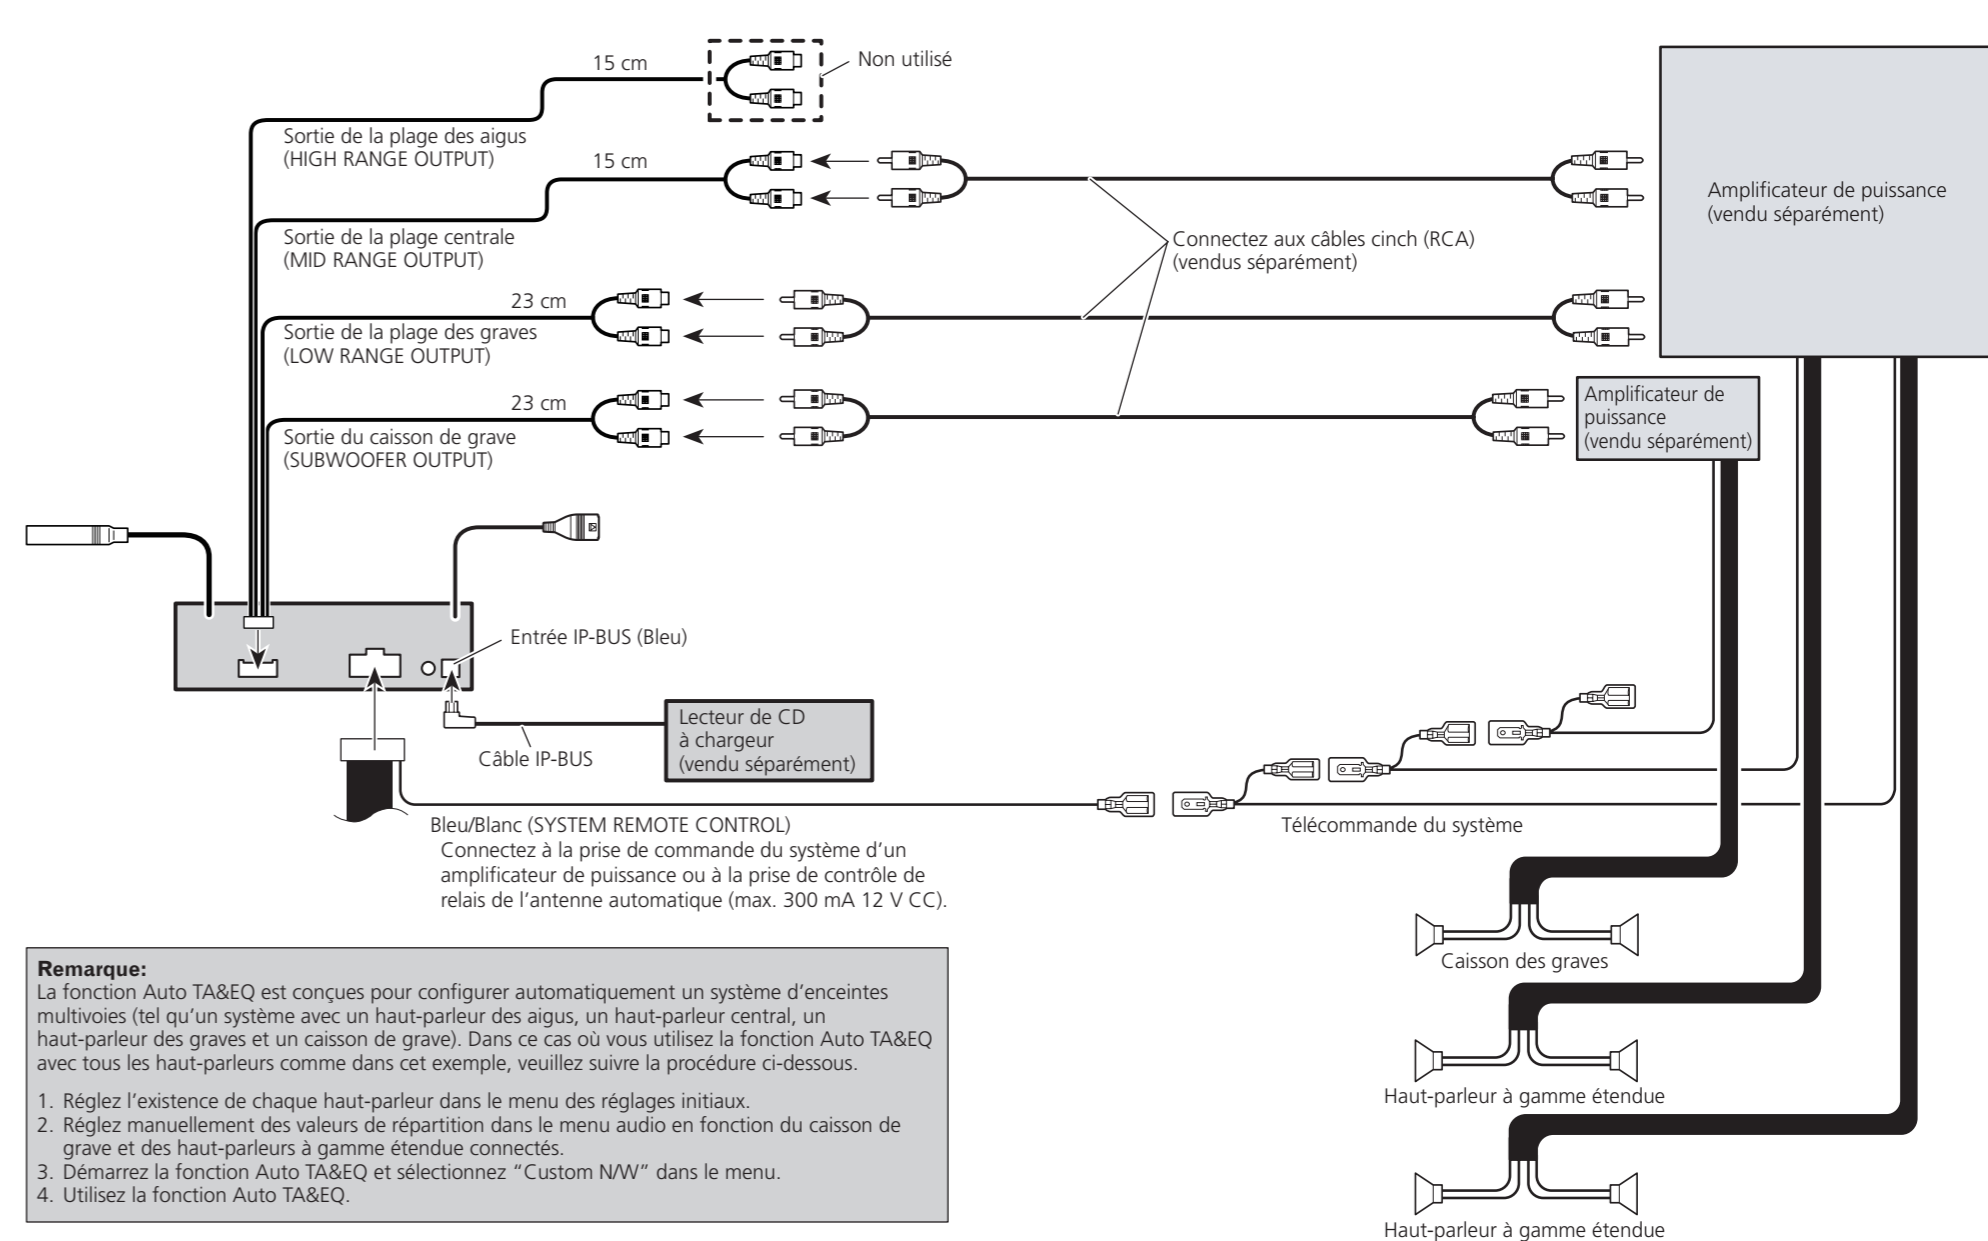 15 cm
Non utilisé
Sortie de la plage des aigus
(HIGH RANGE OUTPUT)
15 cm
Sortie de la plage centrale
(MID RANGE OUTPUT)
Amplificateur de puissance
(vendu séparément)
Connectez aux câbles cinch (RCA)
(vendus séparément)
23 cm
Sortie de la plage des graves
(LOW RANGE OUTPUT)
23 cm
Sortie du caisson de grave
(SUBWOOFER OUTPUT)
Amplificateur de
puissance
(vendu séparément)
Entrée IP-BUS (Bleu)
Lecteur de CD
à chargeur
(vendu séparément)
Câble IP-BUS
Bleu/Blanc (SYSTEM REMOTE CONTROL)
Connectez à la prise de commande du système d'un
amplificateur de puissance ou à la prise de contrôle de
relais de l'antenne automatique (max. 300 mA 12 V CC).
Télécommande du système
Caisson des graves
Haut-parleur à gamme étendue
Haut-parleur à gamme étendue
Remarque:
La fonction Auto TA&EQ est conçues pour configurer automatiquement un système d'enceintes
multivoies (tel qu'un système avec un haut-parleur des aigus, un haut-parleur central, un
haut-parleur des graves et un caisson de grave). Dans ce cas où vous utilisez la fonction Auto TA&EQ
avec tous les haut-parleurs comme dans cet exemple, veuillez suivre la procédure ci-dessous.
1. Réglez l'existence de chaque haut-parleur dans le menu des réglages initiaux.
2. Réglez manuellement des valeurs de répartition dans le menu audio en fonction du caisson de
grave et des haut-parleurs à gamme étendue connectés.
3. Démarrez la fonction Auto TA&EQ et sélectionnez “Custom N/W” dans le menu.
4. Utilisez la fonction Auto TA&EQ.